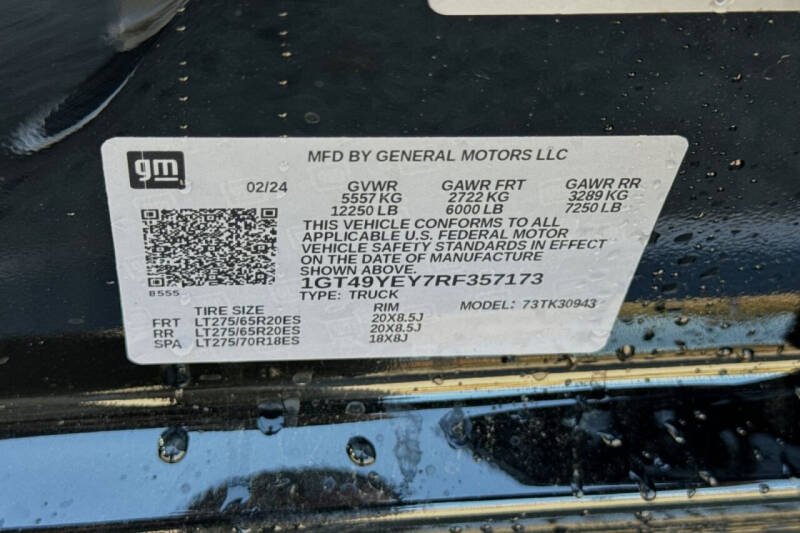 gm
MFD BY GENERAL MOTORS LLC
02/24 GVWR GAWR FRT GAWR RR
5557 KG 2722 KG 3289 KG
12250 LB 6000 LB 7250 LB
THIS VEHICLE CONFORMS TO ALL
APPLICABLE U.S. FEDERAL MOTOR
VEHICLE SAFETY STANDARDS IN EFFECT
ON THE DATE OF MANUFACTURE
SHOWN ABOVE.
8555
1GT49YEY7RF357173
TYPE: TRUCK MODEL: 73TK30943
TIRE SIZE RIM
FRT LT275/65R20ES 20X8.5J
RR LT275/65R20ES 20X8.5J
SPA LT275/70R18ES 18X8J